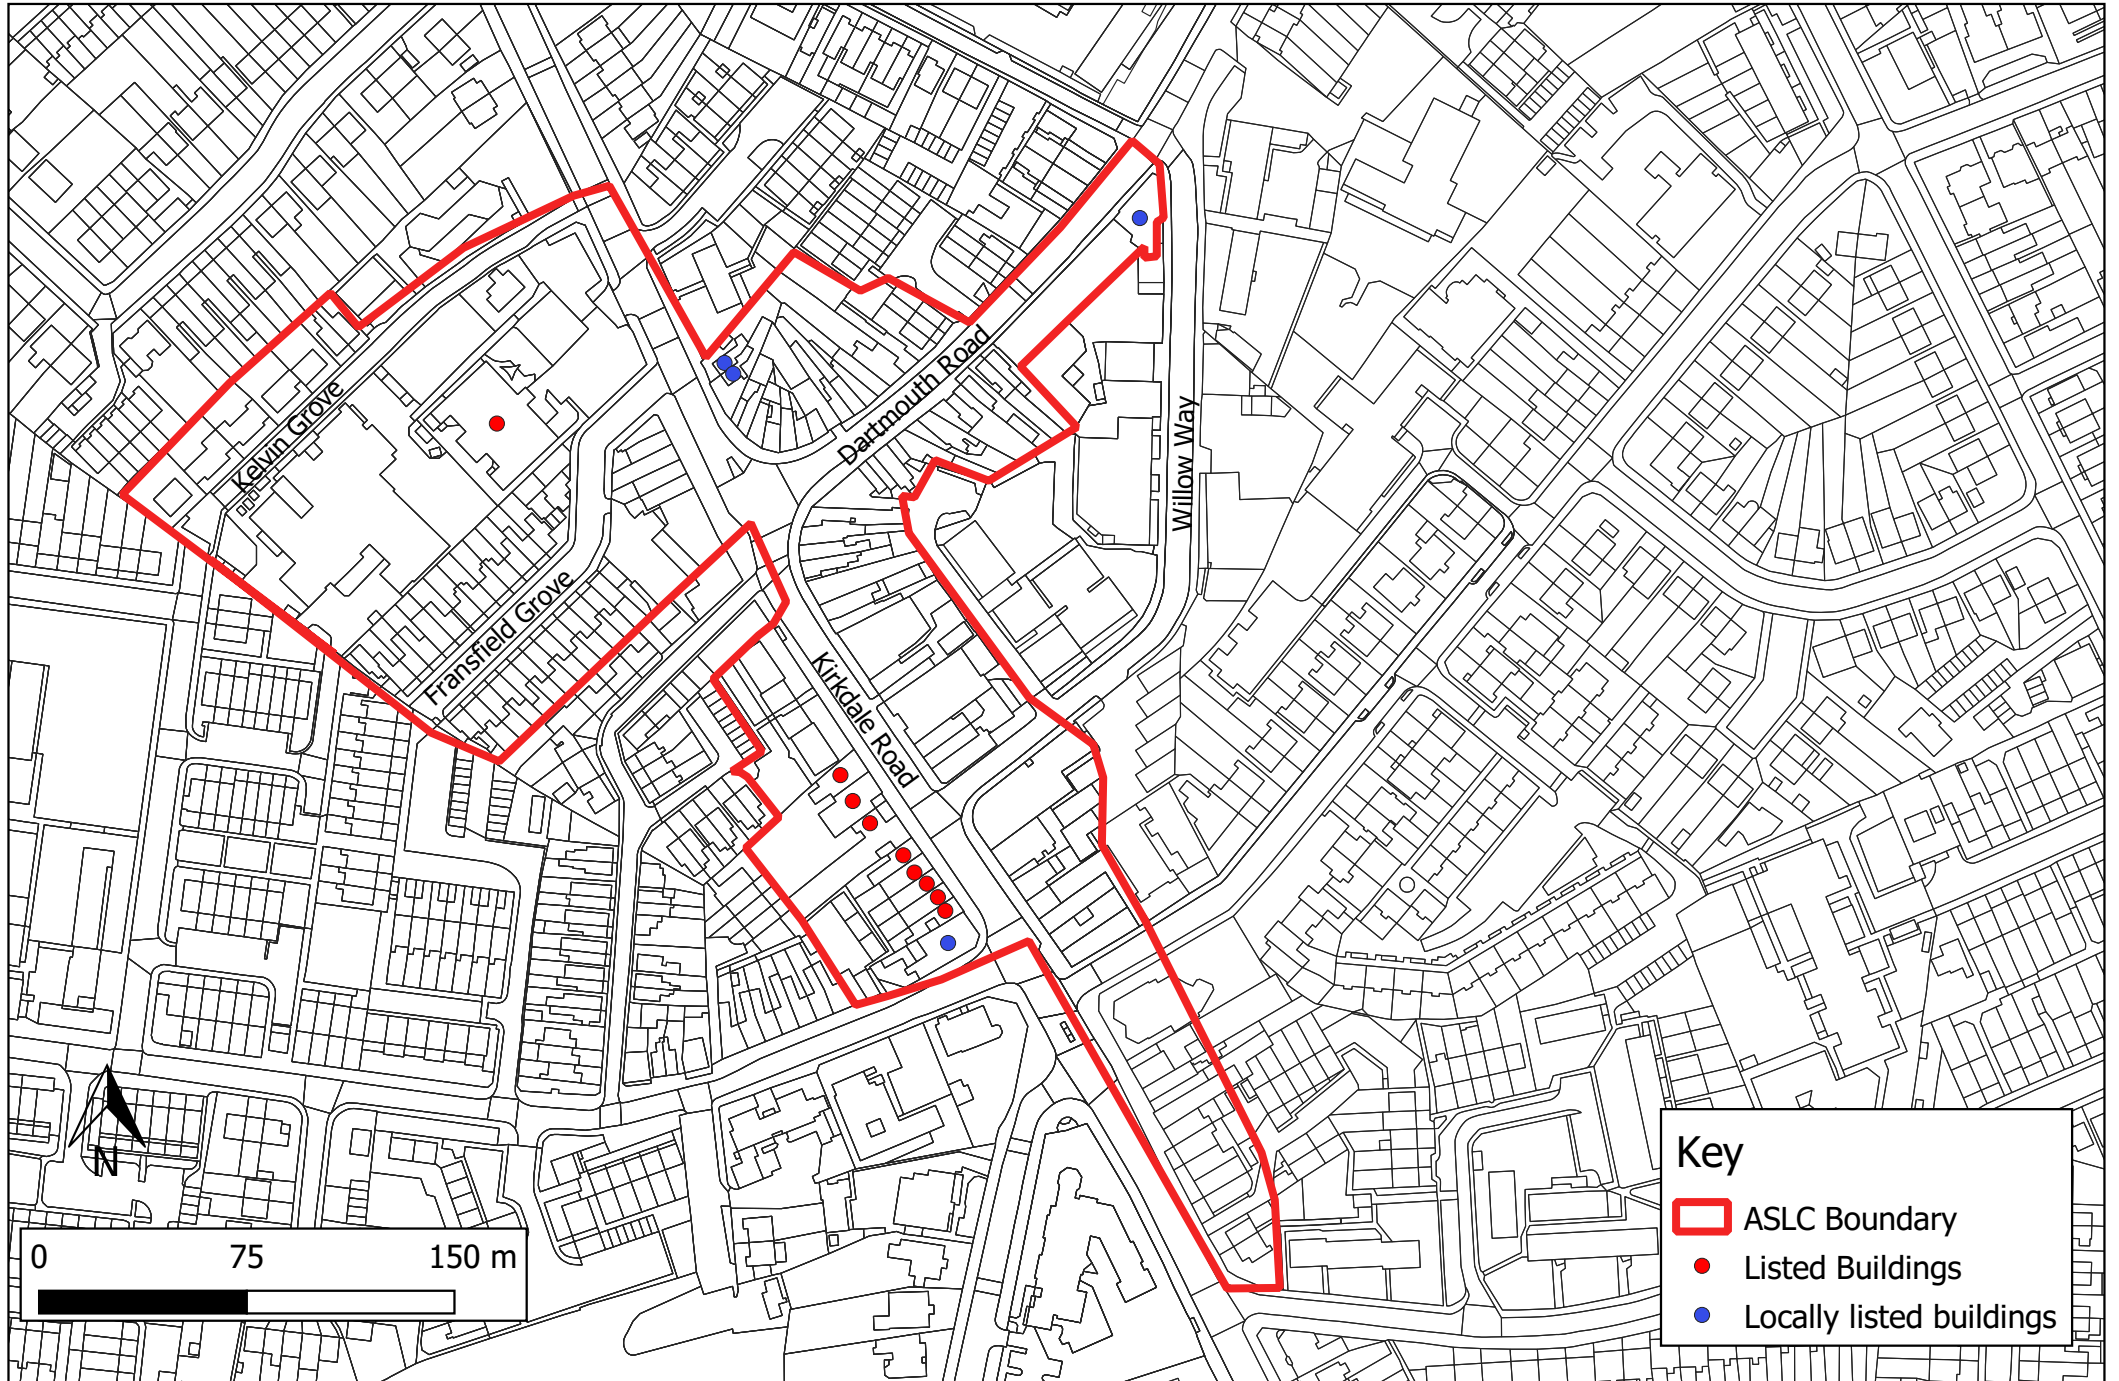 Kelvin Grove
Dartmouth Road
Willow Way
Fransfield Grove
Kirkdale Road
N
0 75 150 m
Key
ASLC Boundary
Listed Buildings
Locally listed buildings